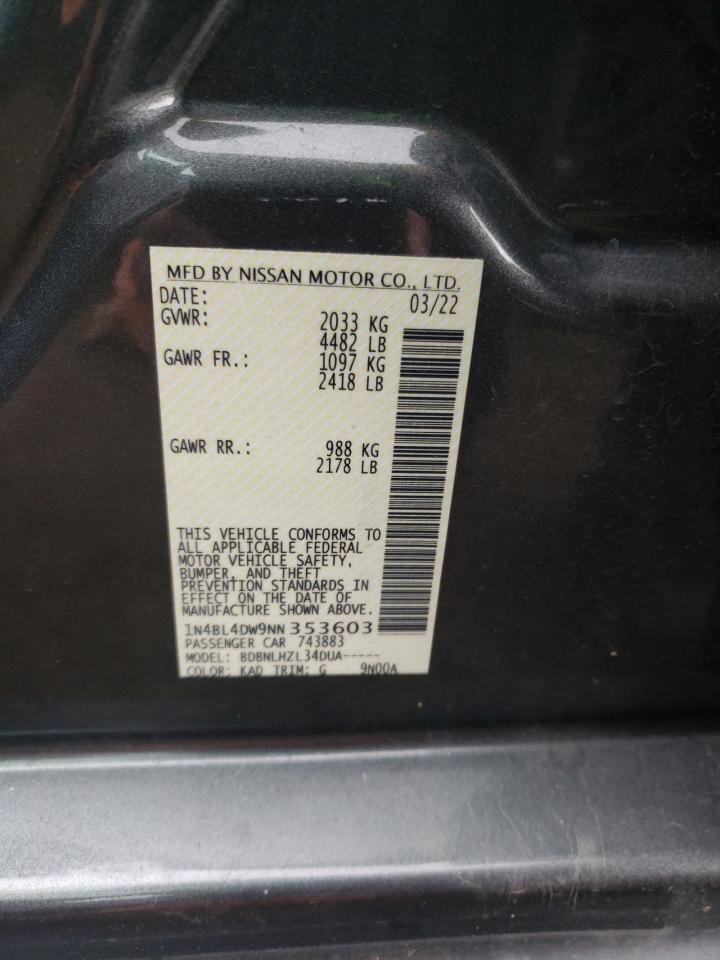 MFD BY NISSAN MOTOR CO., LTD.
DATE: 03/22
GVWR: 2033 KG
4482 LB
GAWR FR.: 1097 KG
2418 LB
GAWR RR.: 988 KG
2178 LB
THIS VEHICLE CONFORMS TO
ALL APPLICABLE FEDERAL
MOTOR VEHICLE SAFETY,
BUMPER, AND THEFT
PREVENTION STANDARDS IN
EFFECT ON THE DATE OF
MANUFACTURE SHOWN ABOVE.
1N4BL4DW9NN353603
PASSENGER CAR 743883
MODEL: BDBNLHZL34DUA-----
COLOR: KAD TRIM: G 9N00A